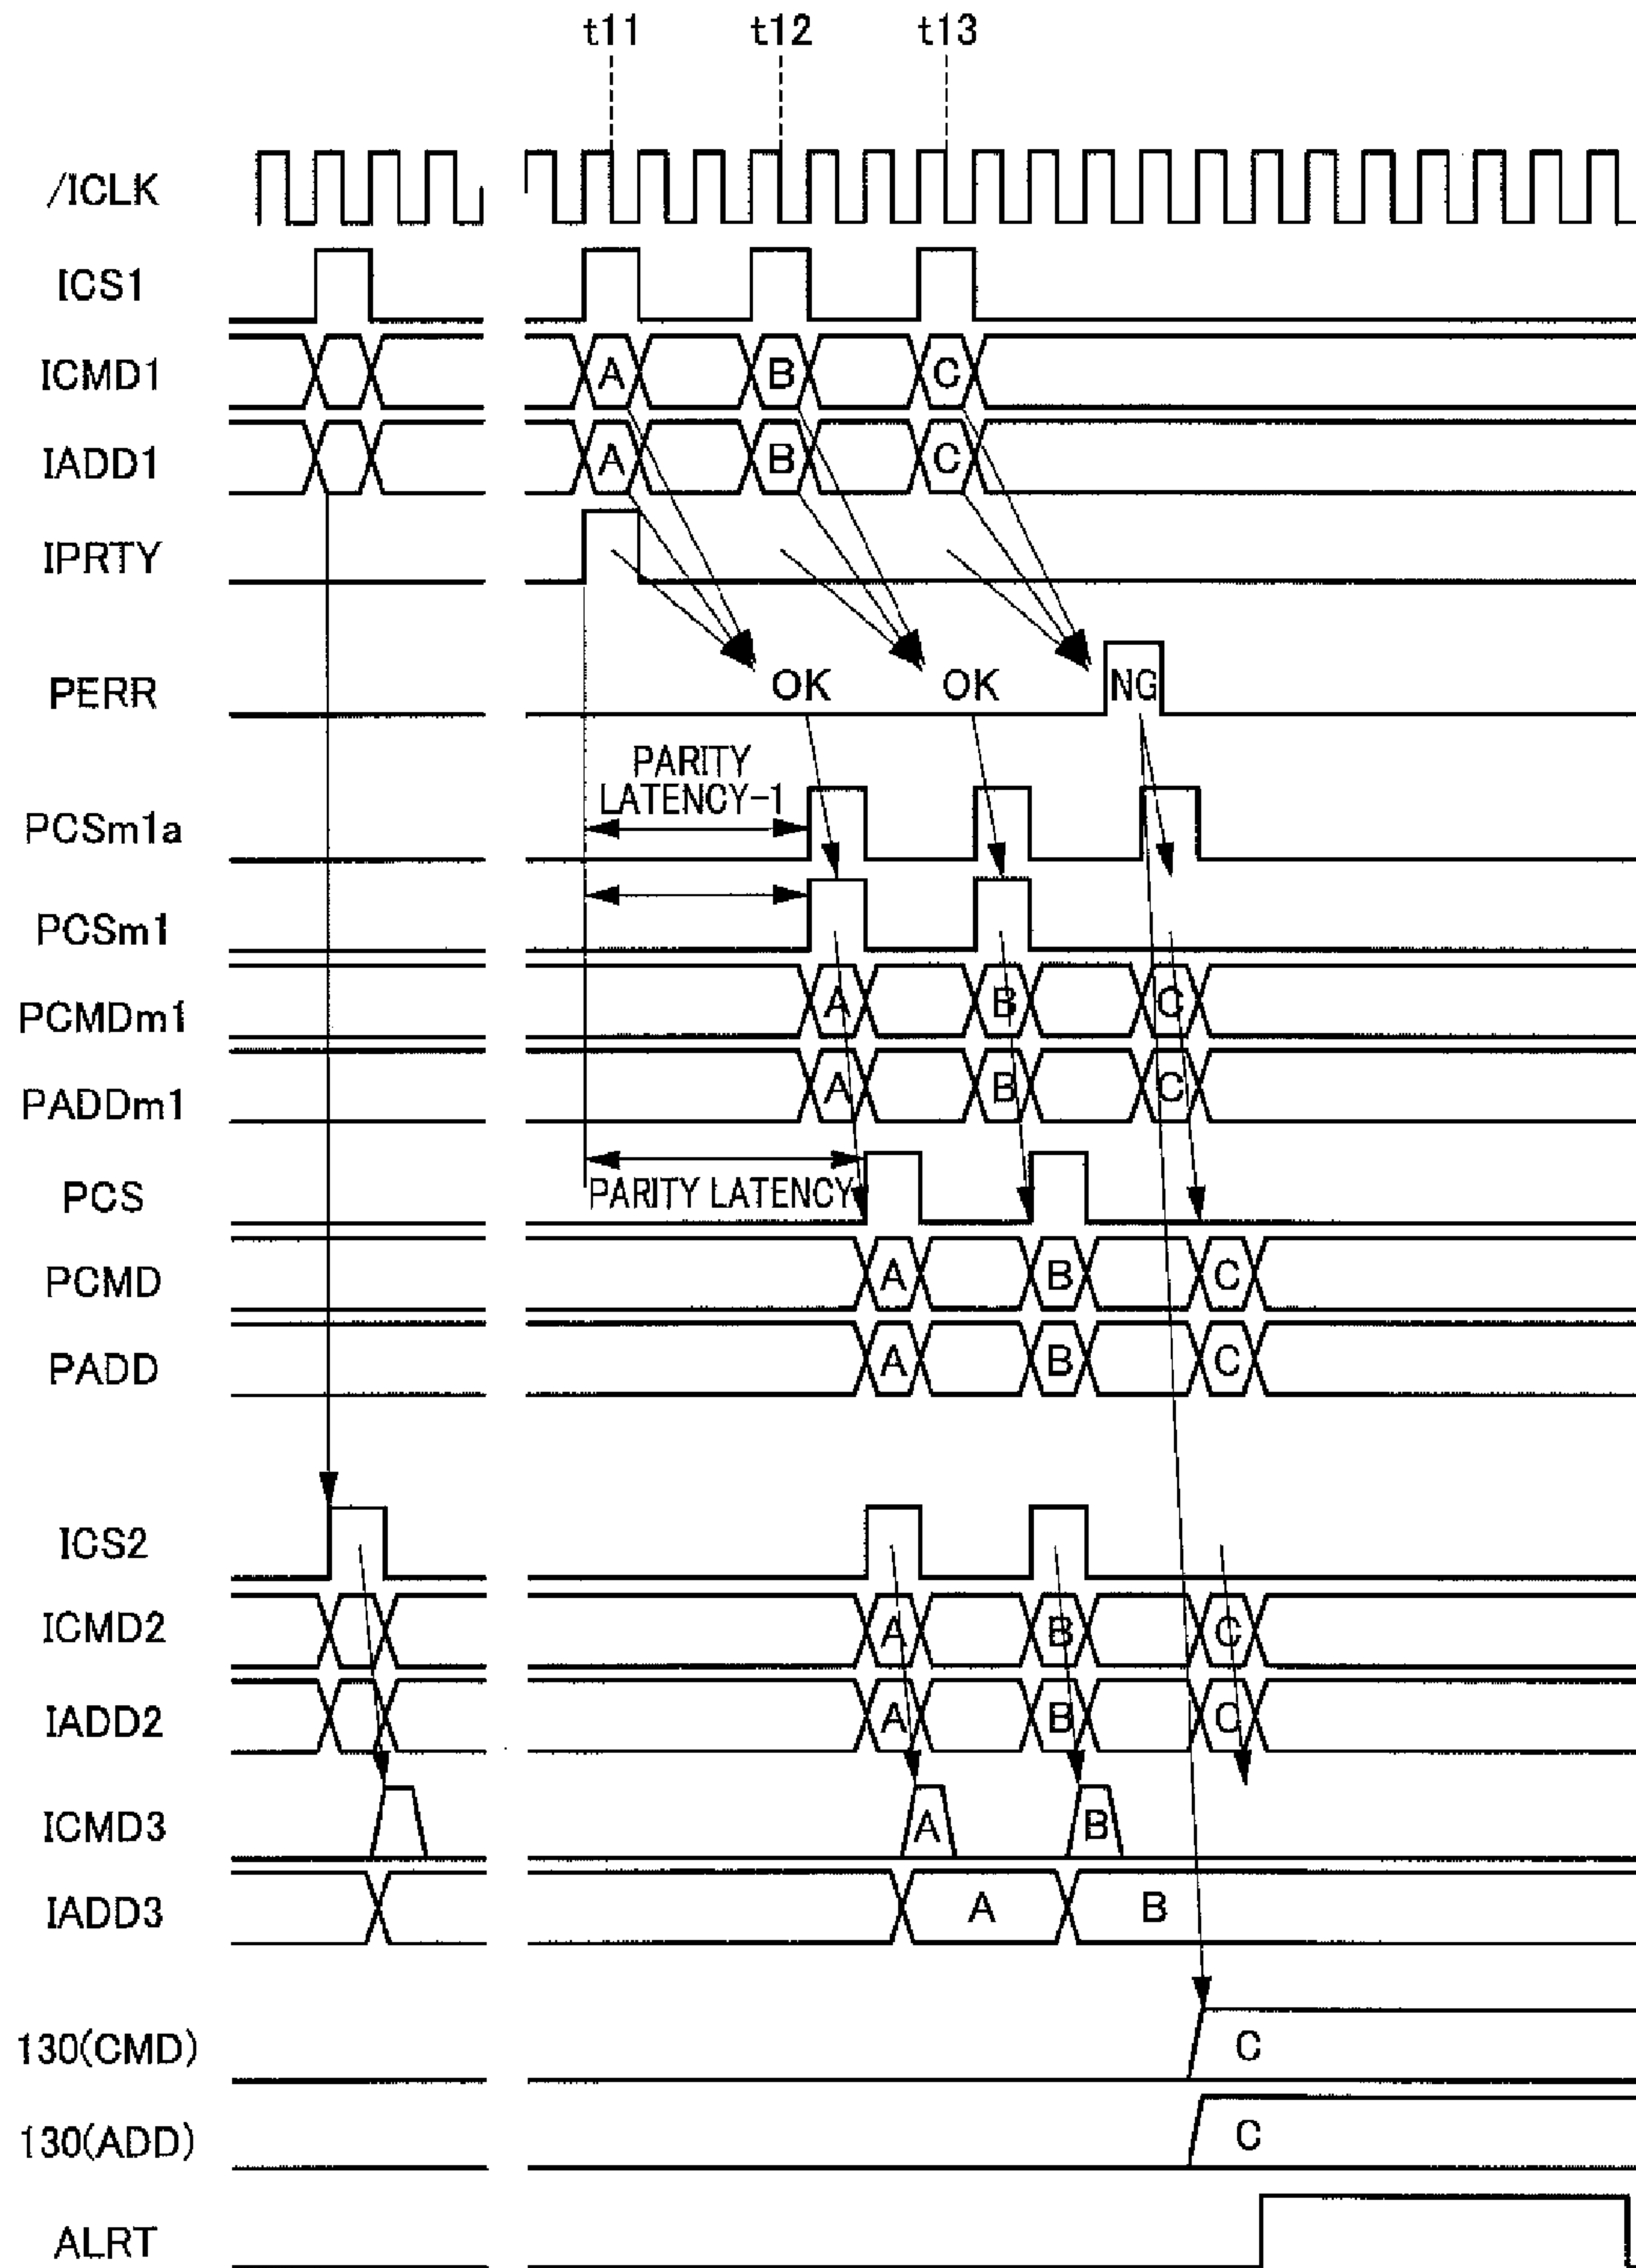 t11 t12 t13
/ICLK
ICS1
ICMD1 A B C
IADD1 A B C
IPRTY
PERR OK OK NG
PARITY
LATENCY-1
PCSm1a
PCSm1
PCMDm1 A B C
PADDm1 A B C
PCS PARITY LATENCY
PCMD A B C
PADD A B C
ICS2
ICMD2 A B C
IADD2 A B C
ICMD3 A B
IADD3 A B
130(CMD) C
130(ADD) C
ALRT